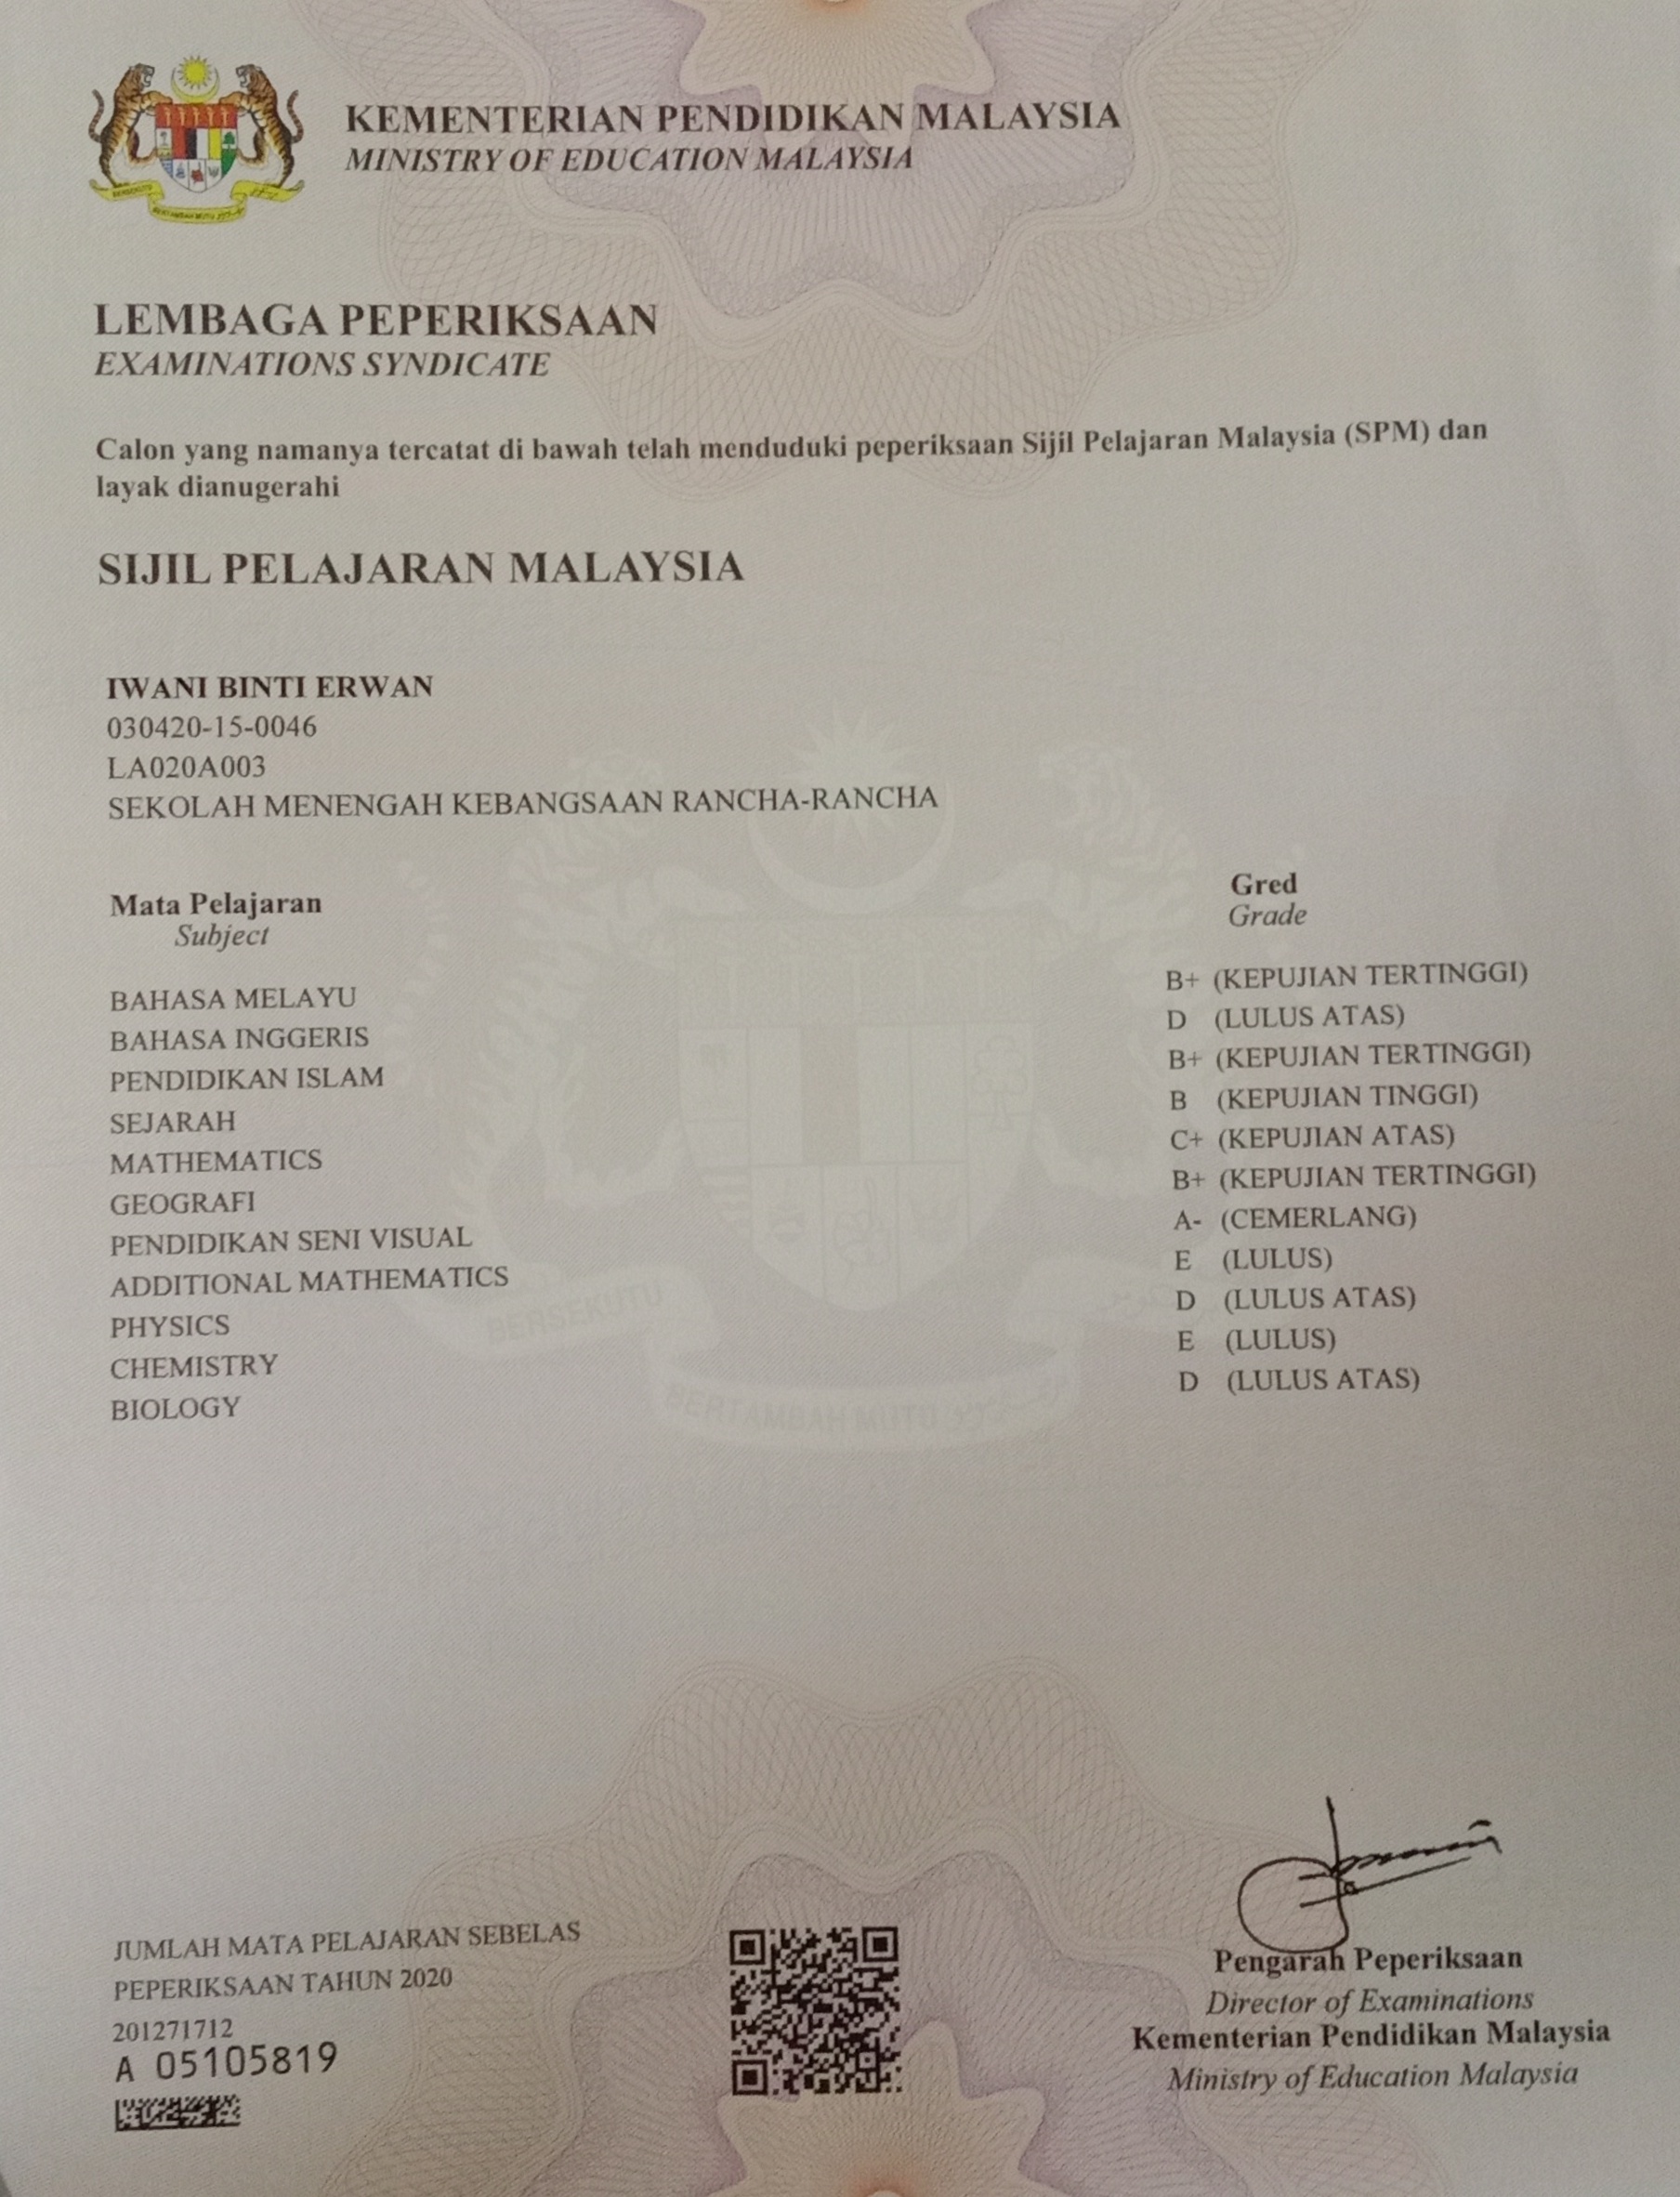 KEMENTERIAN PENDIDIKAN MALAYSIA
MINISTRY OF EDUCATION MALAYSIA
BERSEKUTU
BERTAMBAH MUTU
LEMBAGA PEPERIKSAAN
EXAMINATIONS SYNDICATE
Calon yang namanya tercatat di bawah telah menduduki peperiksaan Sijil Pelajaran Malaysia (SPM) dan
layak dianugerahi
SIJIL PELAJARAN MALAYSIA
IWANI BINTI ERWAN
030420-15-0046
LA020A003
SEKOLAH MENENGAH KEBANGSAAN RANCHA-RANCHA
Mata Pelajaran Gred
Subject Grade
BAHASA MELAYU B+ (KEPUJIAN TERTINGGI)
BAHASA INGGERIS D (LULUS ATAS)
PENDIDIKAN ISLAM B+ (KEPUJIAN TERTINGGI)
SEJARAH B (KEPUJIAN TINGGI)
MATHEMATICS C+ (KEPUJIAN ATAS)
GEOGRAFI B+ (KEPUJIAN TERTINGGI)
PENDIDIKAN SENI VISUAL A- (CEMERLANG)
ADDITIONAL MATHEMATICS E (LULUS)
PHYSICS D (LULUS ATAS)
CHEMISTRY E (LULUS)
BIOLOGY D (LULUS ATAS)
BERSEKUTU
BERTAMBAH MUTU
JUMLAH MATA PELAJARAN SEBELAS
PEPERIKSAAN TAHUN 2020
201271712
A 05105819
Pengarah Peperiksaan
Director of Examinations
Kementerian Pendidikan Malaysia
Ministry of Education Malaysia